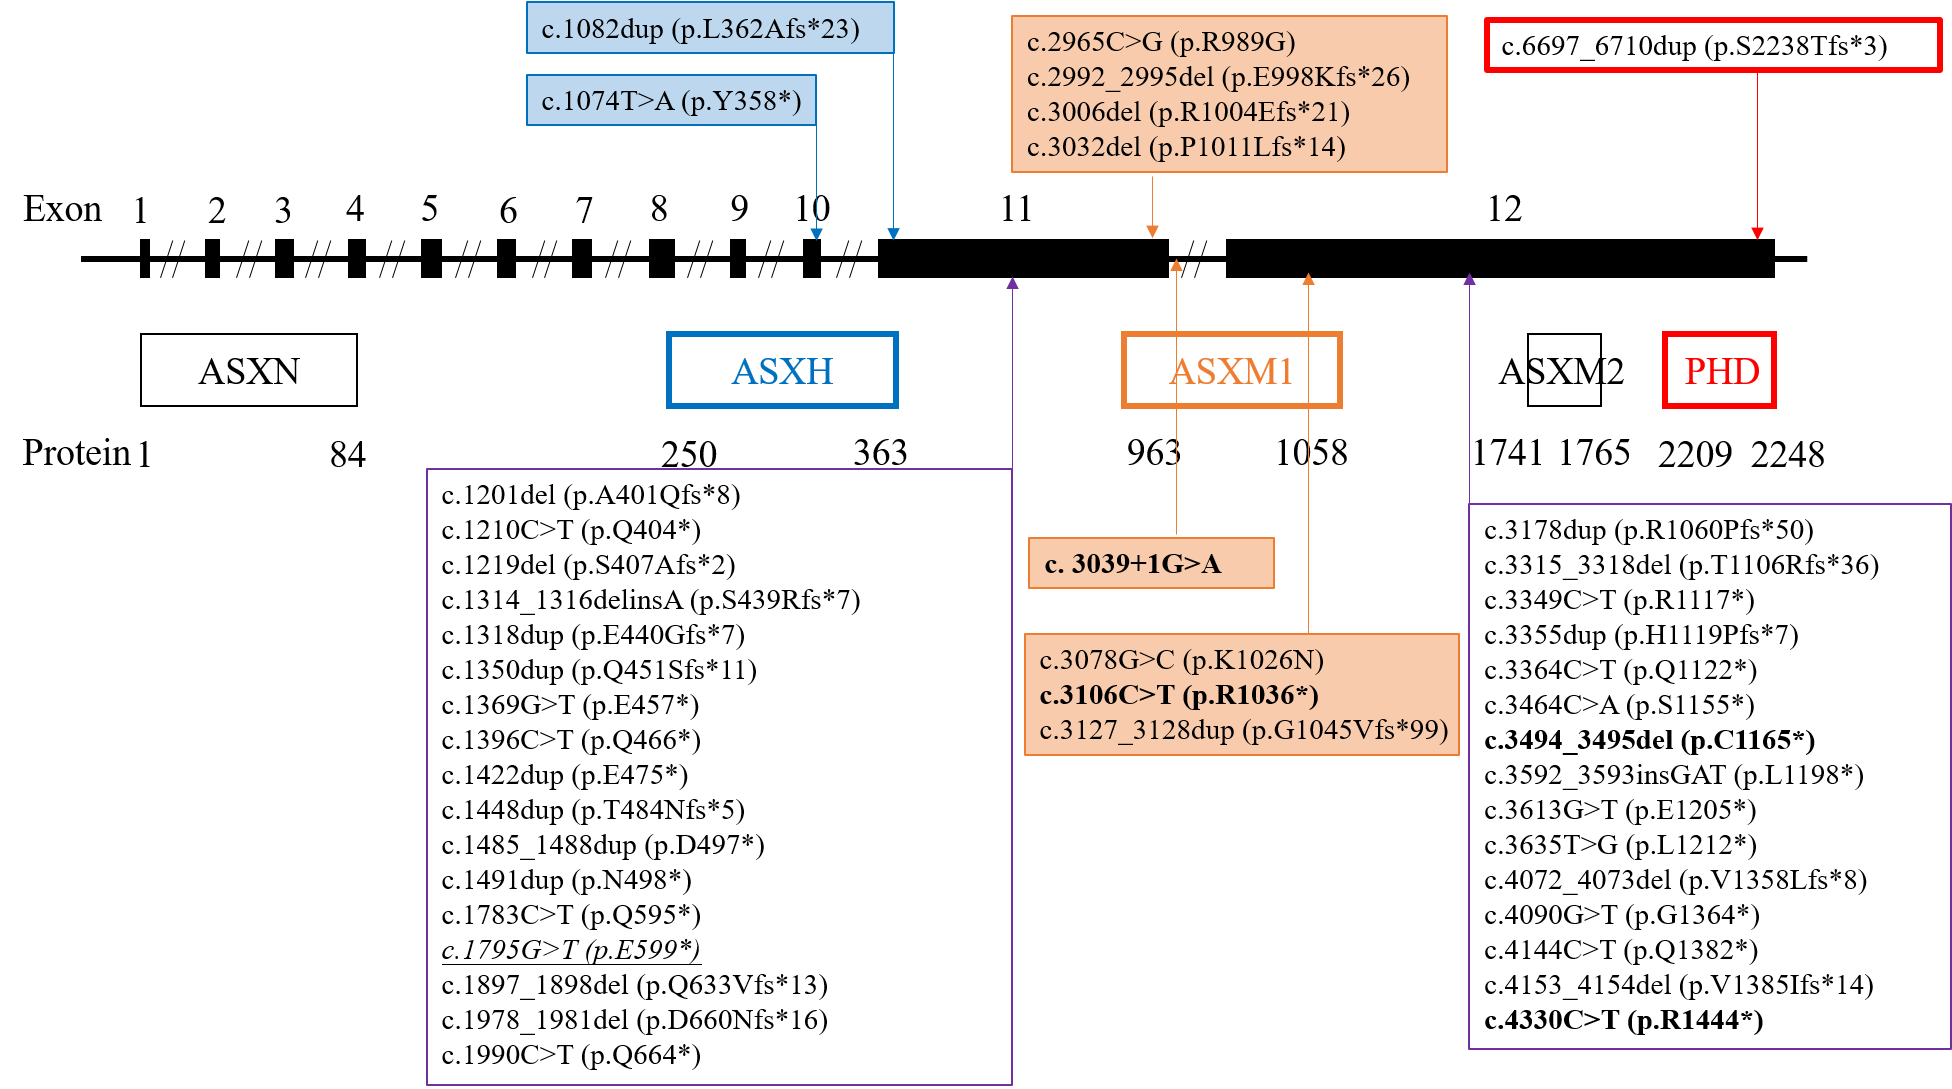 c.1082dup (p.L362Afs*23)
c.1074T>A (p.Y358*)
c.2965C>G (p.R989G)
c.2992_2995del (p.E998Kfs*26)
c.3006del (p.R1004Efs*21)
c.3032del (p.P1011Lfs*14)
c.6697_6710dup (p.S2238Tfs*3)
Exon 1 2 3 4 5 6 7 8 9 10 11 12
ASXN ASXH ASXM1 ASXM2 PHD
Protein 1 84 250 363 963 1058 1741 1765 2209 2248
c.1201del (p.A401Qfs*8)
c.1210C>T (p.Q404*)
c.1219del (p.S407Afs*2)
c.1314_1316delinsA (p.S439Rfs*7)
c.1318dup (p.E440Gfs*7)
c.1350dup (p.Q451Sfs*11)
c.1369G>T (p.E457*)
c.1396C>T (p.Q466*)
c.1422dup (p.E475*)
c.1448dup (p.T484Nfs*5)
c.1485_1488dup (p.D497*)
c.1491dup (p.N498*)
c.1783C>T (p.Q595*)
c.1795G>T (p.E599*)
c.1897_1898del (p.Q633Vfs*13)
c.1978_1981del (p.D660Nfs*16)
c.1990C>T (p.Q664*)
c. 3039+1G>A
c.3078G>C (p.K1026N)
c.3106C>T (p.R1036*)
c.3127_3128dup (p.G1045Vfs*99)
c.3178dup (p.R1060Pfs*50)
c.3315_3318del (p.T1106Rfs*36)
c.3349C>T (p.R1117*)
c.3355dup (p.H1119Pfs*7)
c.3364C>T (p.Q1122*)
c.3464C>A (p.S1155*)
c.3494_3495del (p.C1165*)
c.3592_3593insGAT (p.L1198*)
c.3613G>T (p.E1205*)
c.3635T>G (p.L1212*)
c.4072_4073del (p.V1358Lfs*8)
c.4090G>T (p.G1364*)
c.4144C>T (p.Q1382*)
c.4153_4154del (p.V1385Ifs*14)
c.4330C>T (p.R1444*)